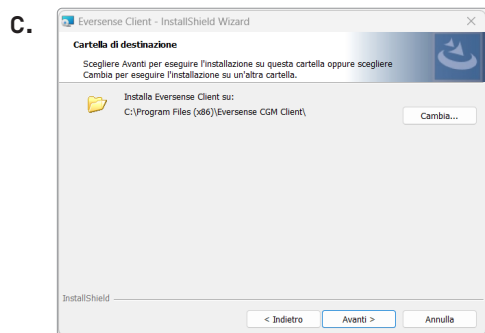 C.
Eversense Client - InstallShield Wizard
Cartella di destinazione
Scegliere Avanti per eseguire l'installazione su questa cartella oppure scegliere
Cambia per eseguire l'installazione su un'altra cartella.
Installa Eversense Client su:
C:\Program Files (x86)\Eversense CGM Client\
Cambia...
InstallShield
< Indietro
Avanti >
Annulla